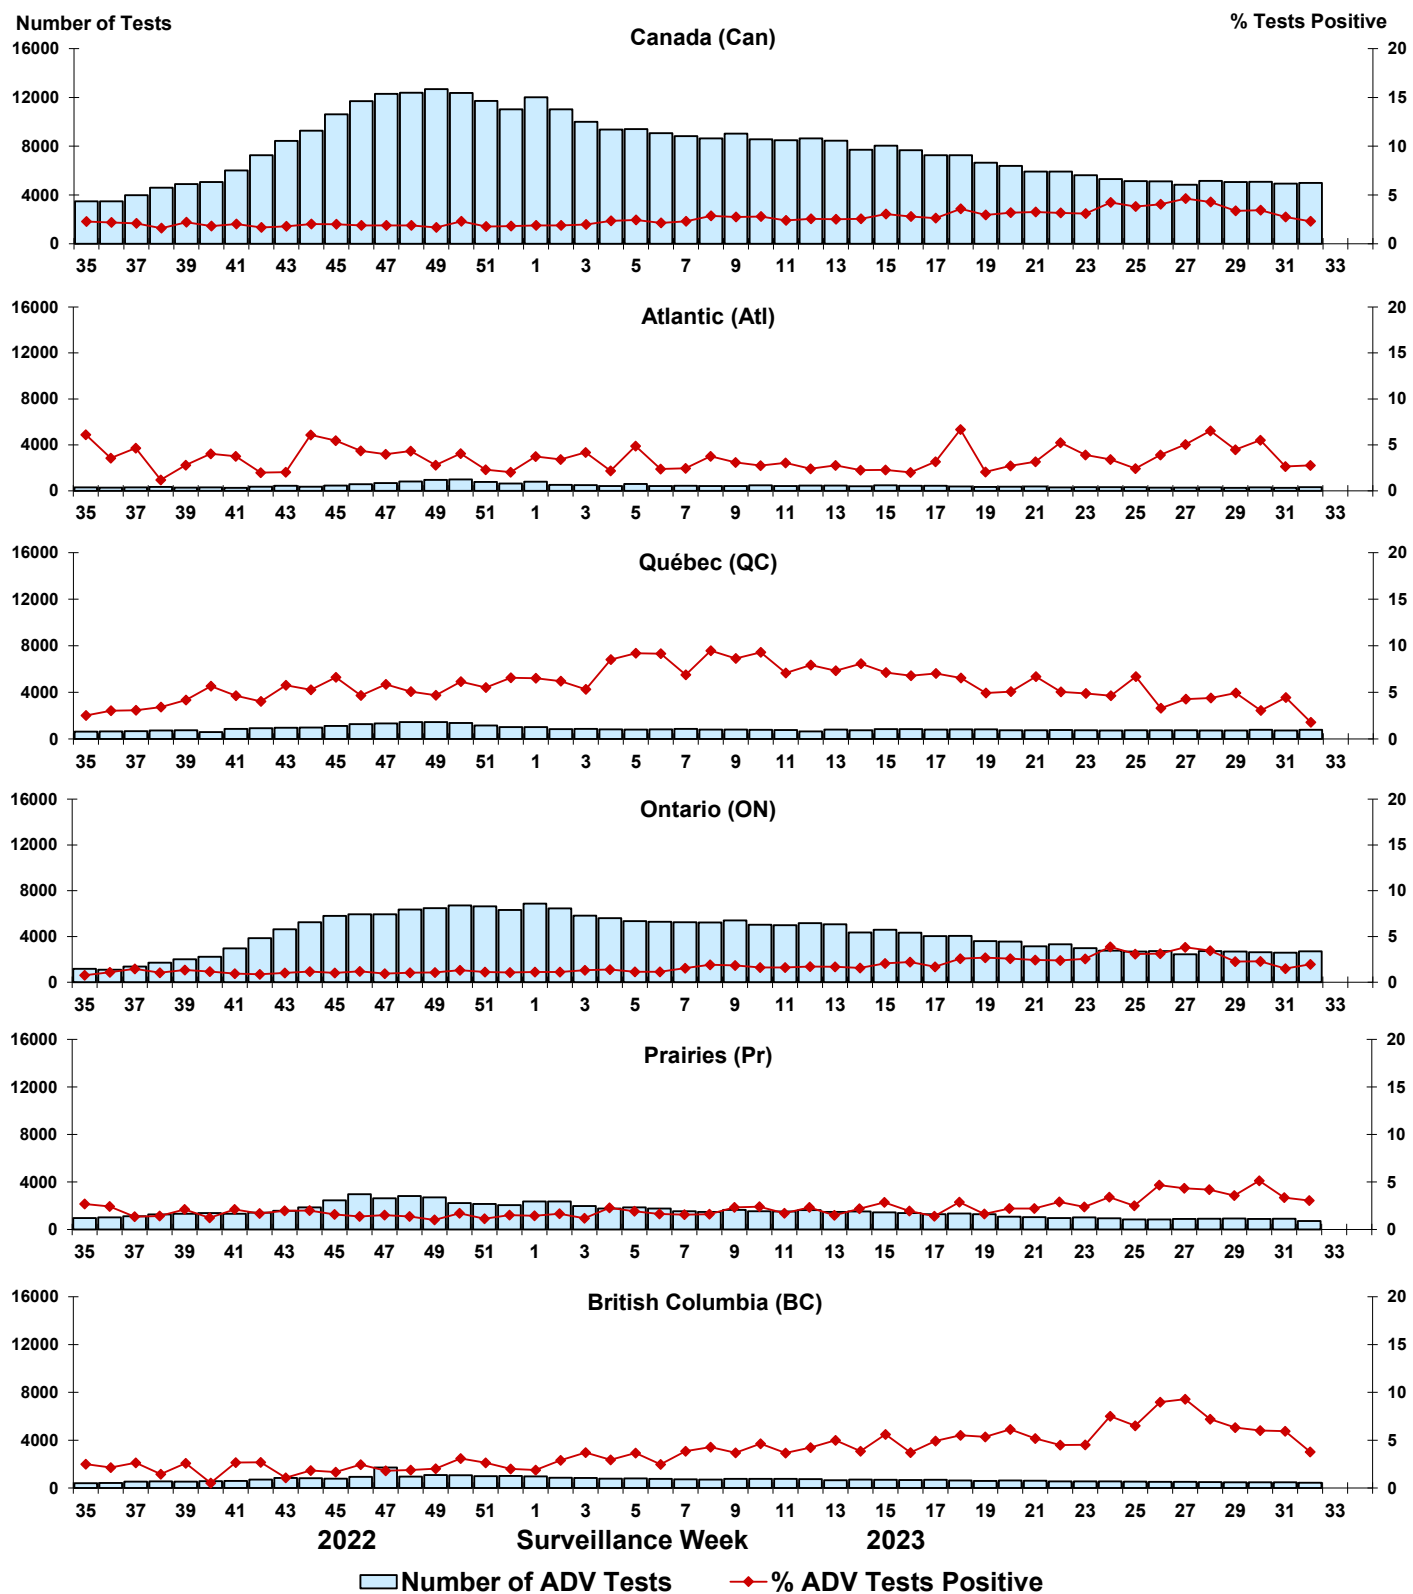 Number of Tests
% Tests Positive
Canada (Can)
16000 20
12000 15
8000 10
4000 5
0 0
35 37 39 41 43 45 47 49 51 1 3 5 7 9 11 13 15 17 19 21 23 25 27 29 31 33
Atlantic (Atl)
16000 20
12000 15
8000 10
4000 5
0 0
35 37 39 41 43 45 47 49 51 1 3 5 7 9 11 13 15 17 19 21 23 25 27 29 31 33
Québec (QC)
16000 20
12000 15
8000 10
4000 5
0 0
35 37 39 41 43 45 47 49 51 1 3 5 7 9 11 13 15 17 19 21 23 25 27 29 31 33
Ontario (ON)
16000 20
12000 15
8000 10
4000 5
0 0
35 37 39 41 43 45 47 49 51 1 3 5 7 9 11 13 15 17 19 21 23 25 27 29 31 33
Prairies (Pr)
16000 20
12000 15
8000 10
4000 5
0 0
35 37 39 41 43 45 47 49 51 1 3 5 7 9 11 13 15 17 19 21 23 25 27 29 31 33
British Columbia (BC)
16000 20
12000 15
8000 10
4000 5
0 0
35 37 39 41 43 45 47 49 51 1 3 5 7 9 11 13 15 17 19 21 23 25 27 29 31 33
2022 Surveillance Week 2023
Number of ADV Tests % ADV Tests Positive